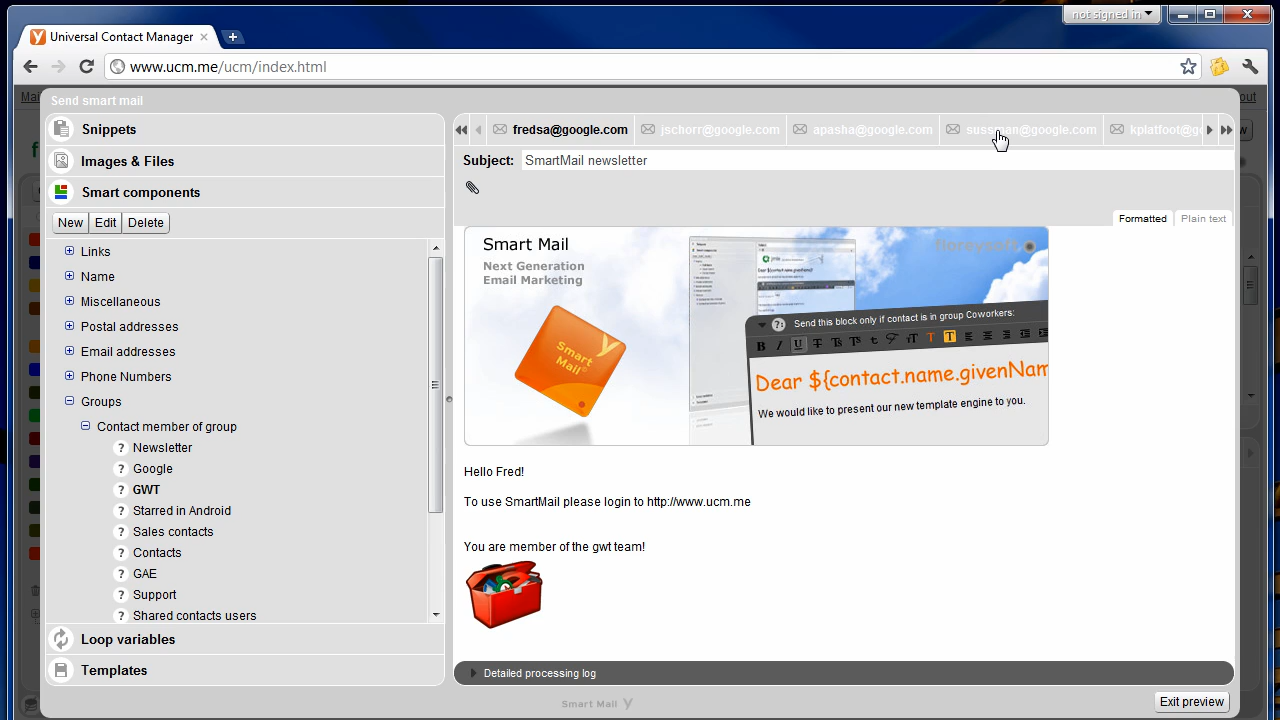 not signed in
Universal Contact Manager
www.ucm.me/ucm/index.html
Send smart mail
Snippets
Images & Files
Smart components
New Edit Delete
Links
Name
Miscellaneous
Postal addresses
Email addresses
Phone Numbers
Groups
Contact member of group
Newsletter
Google
GWT
Starred in Android
Sales contacts
Contacts
GAE
Support
Shared contacts users
Loop variables
Templates
fredsa@google.com jschorr@google.com apasha@google.com kplatfoot@go
Subject: SmartMail newsletter
Formatted Plain text
Smart Mail
Next Generation
Email Marketing
Smart
Mail
Send this block only if contact is in group Coworkers:
Dear ${contact.name.givenNam
We would like to present our new template engine to you.
Hello Fred!
To use SmartMail please login to http://www.ucm.me
You are member of the gwt team!
Detailed processing log
Smart Mail
Exit preview